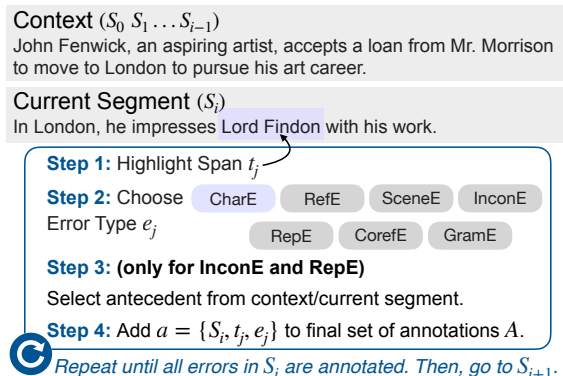 Context (S₀ S₁ … Sᵢ₋₁)
John Fenwick, an aspiring artist, accepts a loan from Mr. Morrison
to move to London to pursue his art career.
Current Segment (Sᵢ)
In London, he impresses Lord Findon with his work.
Step 1: Highlight Span tⱼ
Step 2: Choose CharE RefE SceneE InconE
Error Type eⱼ RepE CorefE GramE
Step 3: (only for InconE and RepE)
Select antecedent from context/current segment.
Step 4: Add a = {Sᵢ, tⱼ, eⱼ} to final set of annotations A.
Repeat until all errors in Sᵢ are annotated. Then, go to Sᵢ₊₁.